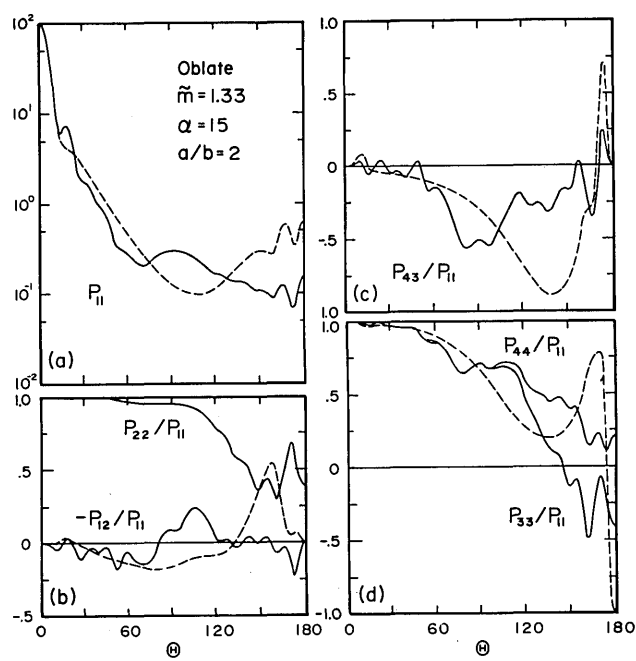 10²
10¹
10⁰
10⁻¹
10⁻²
Oblate
m̃ = 1.33
α = 15
a/b = 2
P₁₁
(a)
1.0
.5
0
-.5
P₂₂/P₁₁
-P₁₂/P₁₁
(b)
0 60 120 180
Θ
1.0
.5
0
-.5
1.0
P₄₃/P₁₁
(c)
1.0
.5
0
-.5
-1.0
P₄₄/P₁₁
P₃₃/P₁₁
(d)
0 60 120 180
Θ